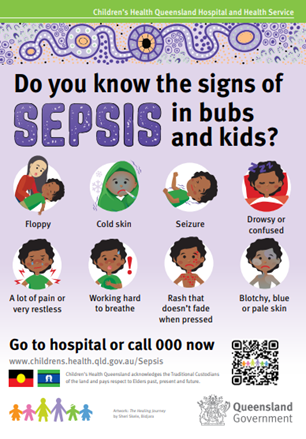 Children's Health Queensland Hospital and Health Service
Do you know the signs of
SEPSIS
in bubs
and kids?
Floppy
Cold skin
Seizure
Drowsy or
confused
A lot of pain or
very restless
Working hard
to breathe
Rash that
doesn't fade
when pressed
Blotchy, blue
or pale skin
Go to hospital or call 000 now
www.childrens.health.qld.gov.au/Sepsis
Children's Health Queensland acknowledges the Traditional Custodians
of the land and pays respect to Elders past, present and future.
Artwork: The Healing Journey
Queensland
Government